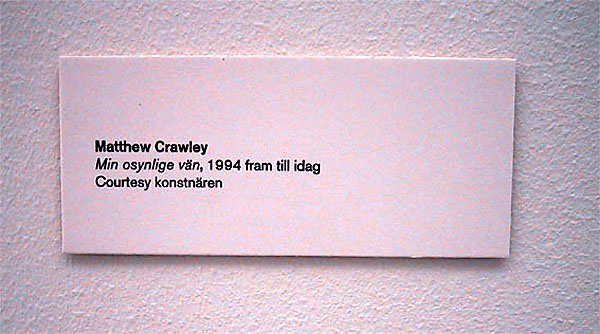 Matthew Crawley
Min osynlige vän, 1994 fram till idag
Courtesy konstnären